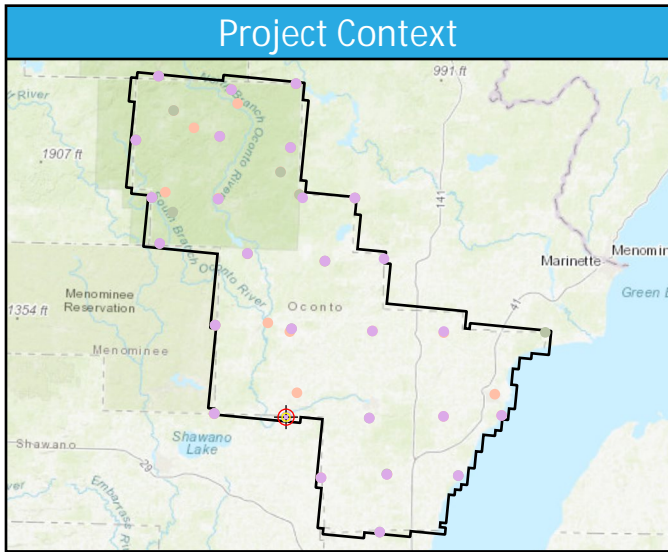 Project Context
991 ft
River
North Branch Oconto River
1907 ft
South Branch Oconto River
141
Marinette
Menomin
41
Green
1354 ft
Menominee
Reservation
Oconto
Menominee
Shawano
Lake
Shawano
29
Embarrass River